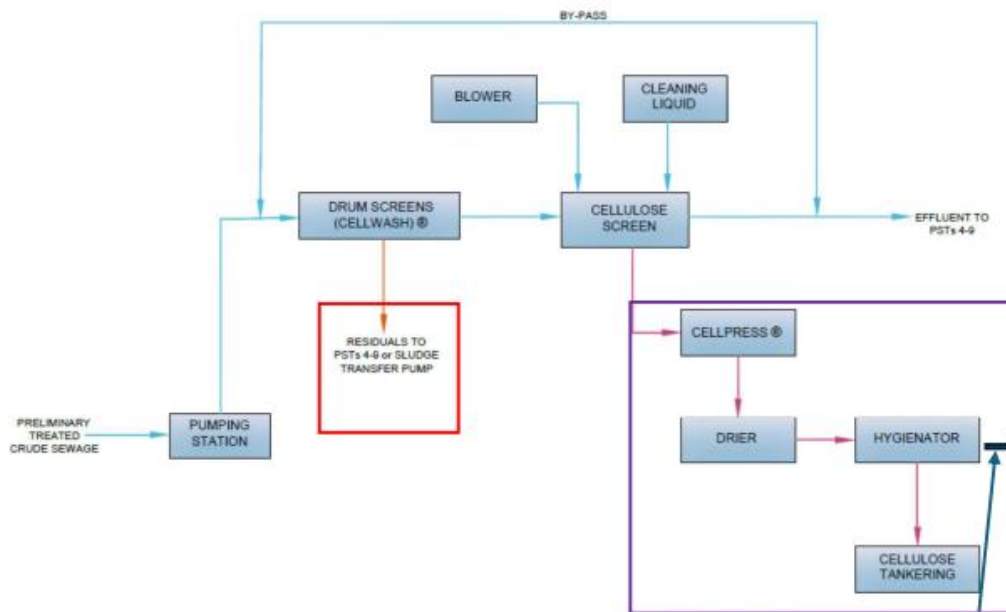 BY-PASS
BLOWER
CLEANING
LIQUID
DRUM SCREENS
(CELLWASH) ®
CELLULOSE
SCREEN
EFFLUENT TO
PSTs 4-9
RESIDUALS TO
PSTs 4-9 or SLUDGE
TRANSFER PUMP
CELLPRESS ®
PRELIMINARY
TREATED
CRUDE SEWAGE
PUMPING
STATION
DRIER
HYGIENATOR
CELLULOSE
TANKERING